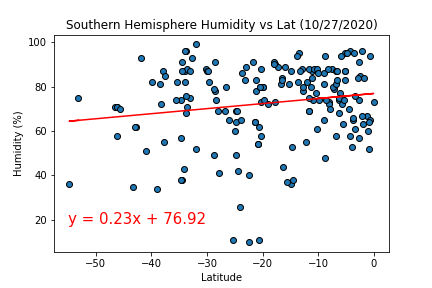 Southern Hemisphere Humidity vs Lat (10/27/2020)
100
80
60
40
20
Humidity (%)
y = 0.23x + 76.92
−50
−40
−30
−20
−10
0
Latitude